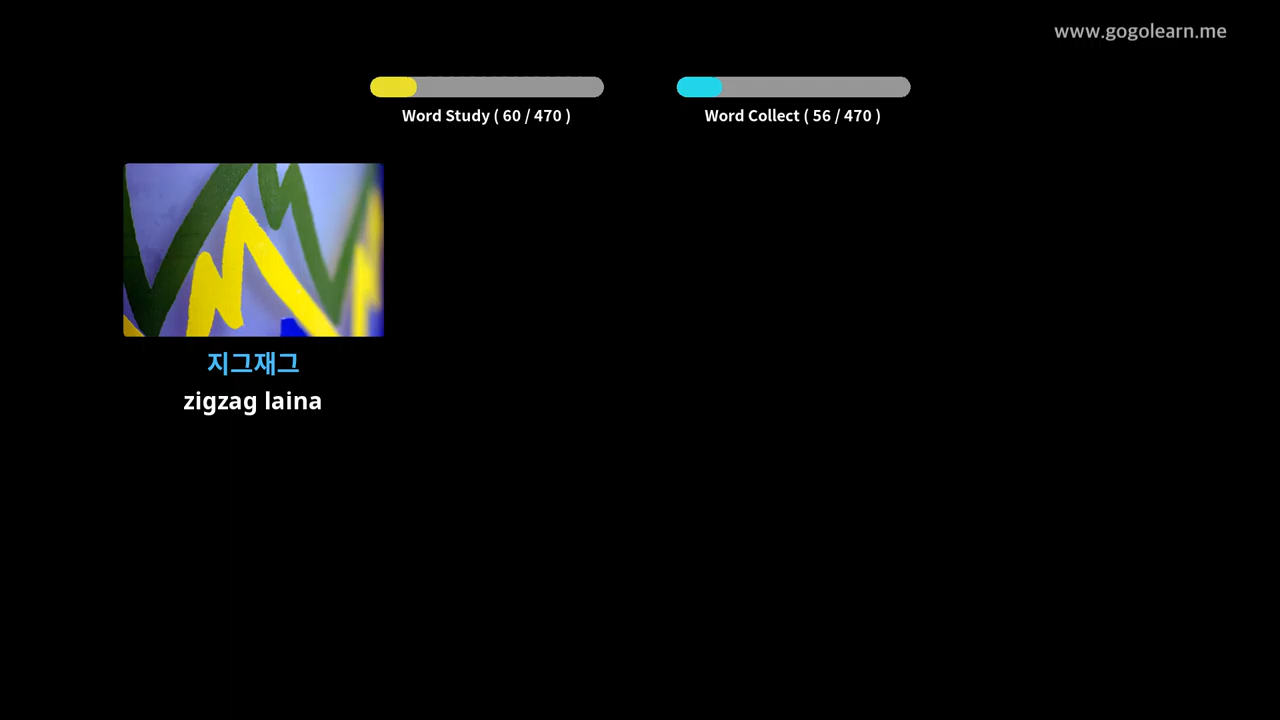 www.gogolearn.me
Word Study ( 60 / 470 )
Word Collect ( 56 / 470 )
지그재그
zigzag laina